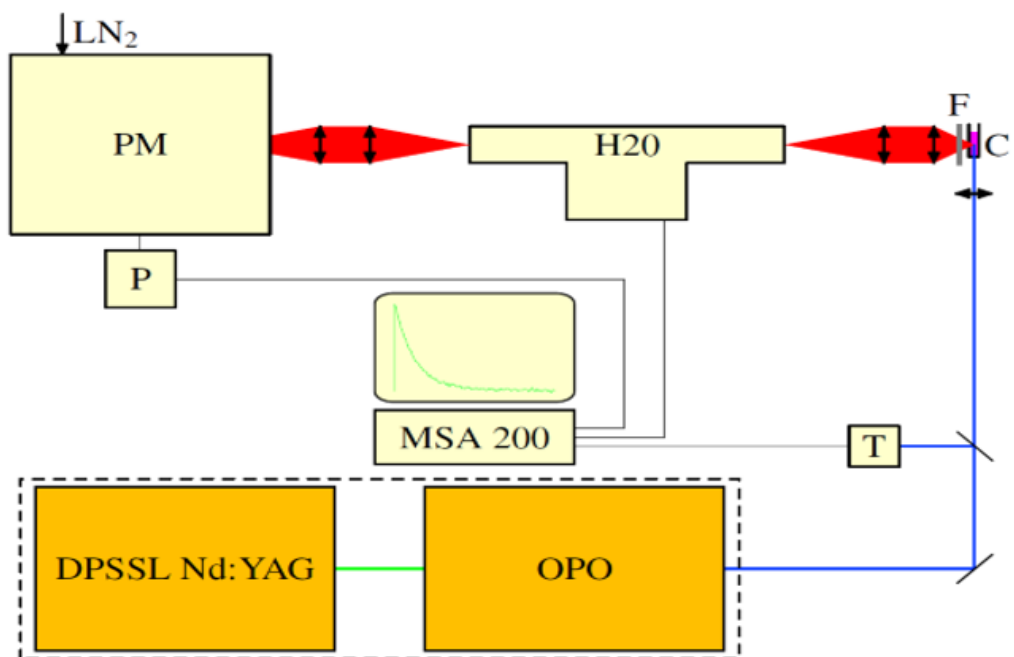 LN₂
PM
H20
F
C
P
MSA 200
T
DPSSL Nd:YAG
OPO